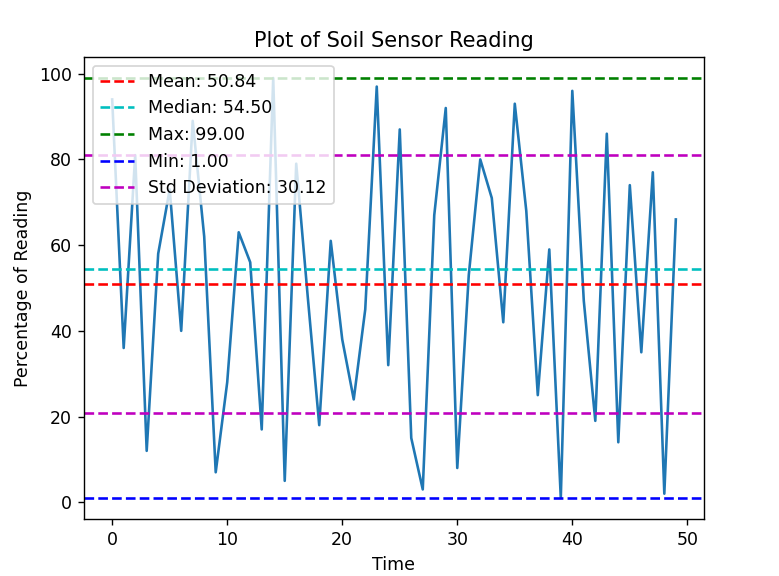 Plot of Soil Sensor Reading
Mean: 50.84
Median: 54.50
Max: 99.00
Min: 1.00
Std Deviation: 30.12
Percentage of Reading
100
80
60
40
20
0
0 10 20 30 40 50
Time